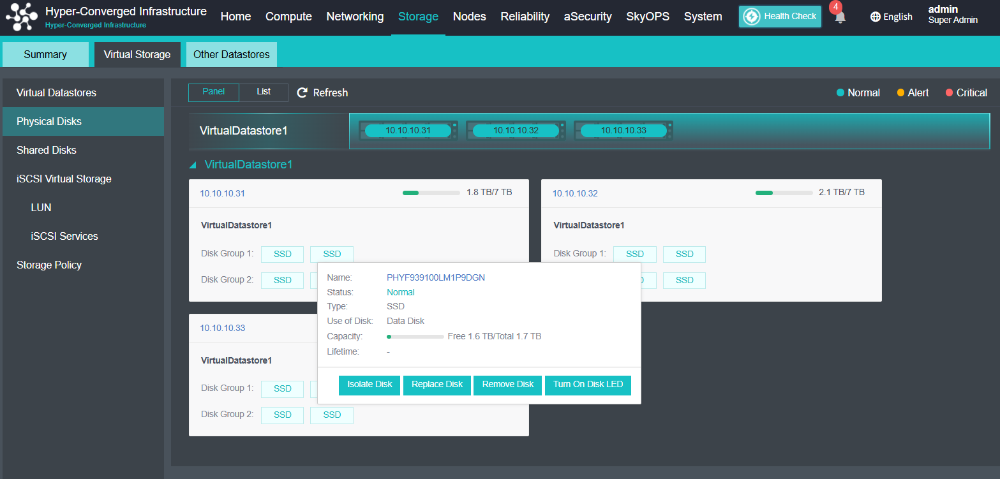 Hyper-Converged Infrastructure
Hyper-Converged Infrastructure
Home Compute Networking Storage Nodes Reliability aSecurity SkyOPS System
Health Check
4
English
admin
Super Admin
Summary Virtual Storage Other Datastores
Virtual Datastores
Physical Disks
Shared Disks
iSCSI Virtual Storage
LUN
iSCSI Services
Storage Policy
Panel List Refresh
Normal Alert Critical
VirtualDatastore1 10.10.10.31 10.10.10.32 10.10.10.33
VirtualDatastore1
10.10.10.31 1.8 TB/7 TB
VirtualDatastore1
Disk Group 1: SSD SSD
Disk Group 2: SSD
10.10.10.32 2.1 TB/7 TB
VirtualDatastore1
Disk Group 1: SSD SSD
SSD
Name: PHYF939100LM1P9DGN
Status: Normal
Type: SSD
Use of Disk: Data Disk
Capacity: Free 1.6 TB/Total 1.7 TB
Lifetime: -
Isolate Disk Replace Disk Remove Disk Turn On Disk LED
10.10.10.33
VirtualDatastore1
Disk Group 1: SSD
Disk Group 2: SSD SSD